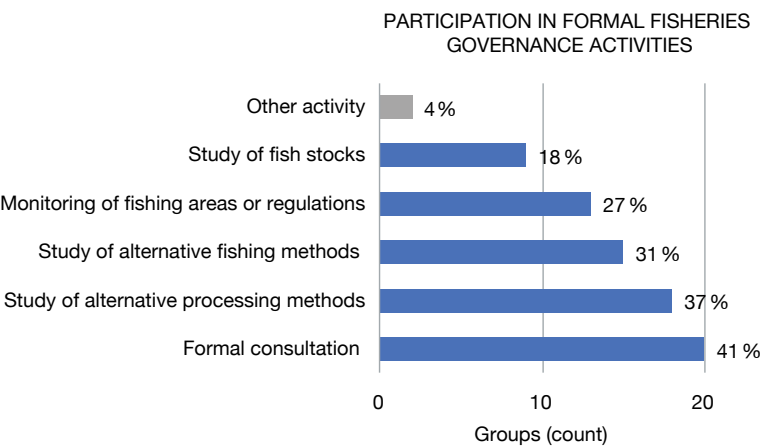 PARTICIPATION IN FORMAL FISHERIES
GOVERNANCE ACTIVITIES
Other activity 4 %
Study of fish stocks 18 %
Monitoring of fishing areas or regulations 27 %
Study of alternative fishing methods 31 %
Study of alternative processing methods 37 %
Formal consultation 41 %
0 10 20
Groups (count)